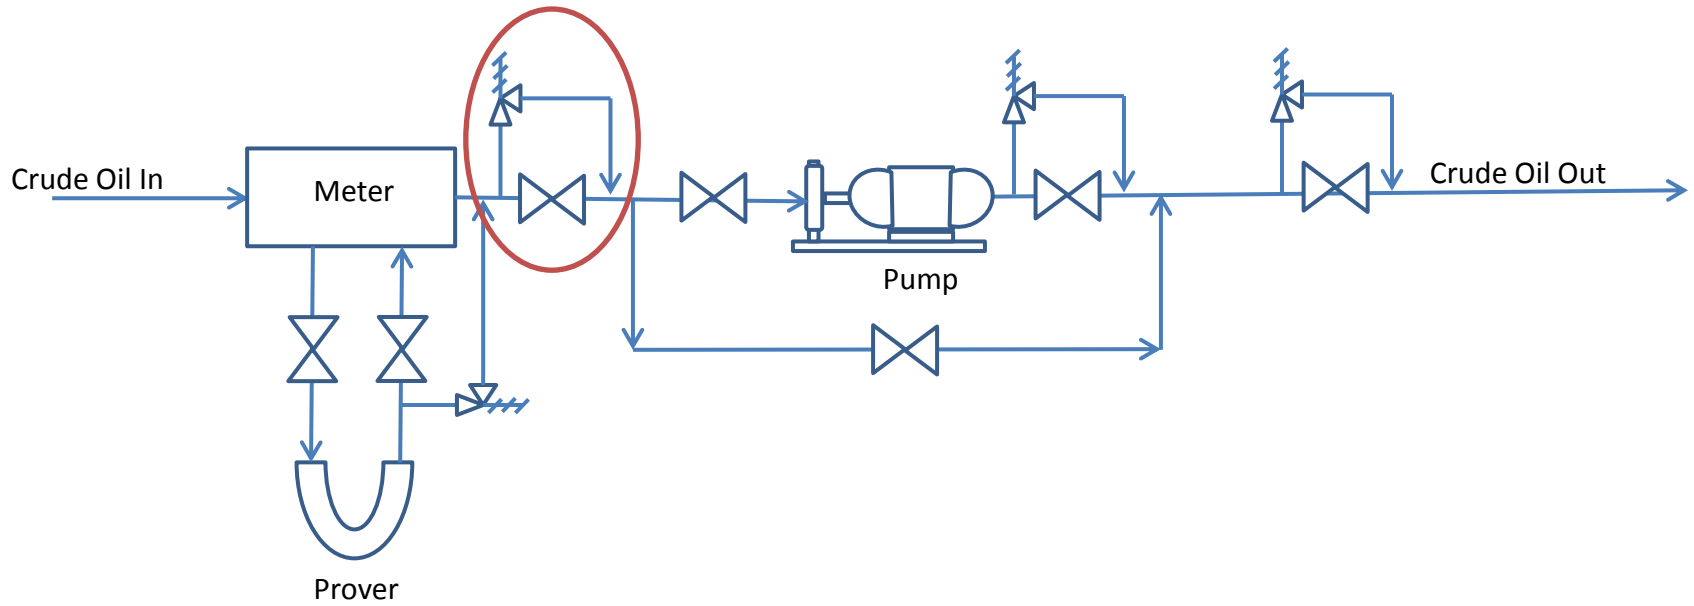 Crude Oil In
Meter
Crude Oil Out
Pump
Prover